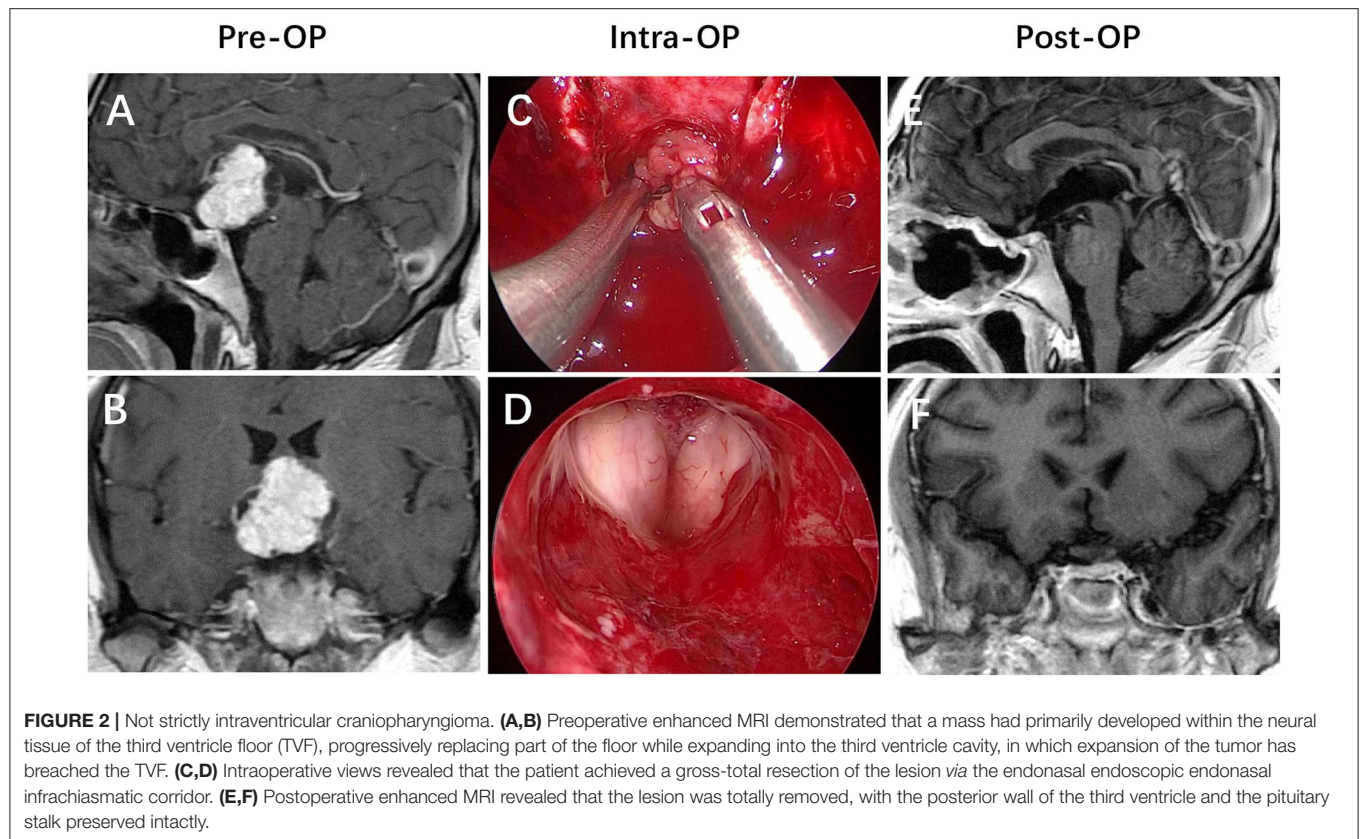 Pre-OP Intra-OP Post-OP
A C E
B D F
FIGURE 2 | Not strictly intraventricular craniopharyngioma. (A,B) Preoperative enhanced MRI demonstrated that a mass had primarily developed within the neural
tissue of the third ventricle floor (TVF), progressively replacing part of the floor while expanding into the third ventricle cavity, in which expansion of the tumor has
breached the TVF. (C,D) Intraoperative views revealed that the patient achieved a gross-total resection of the lesion via the endonasal endoscopic endonasal
infrachiasmatic corridor. (E,F) Postoperative enhanced MRI revealed that the lesion was totally removed, with the posterior wall of the third ventricle and the pituitary
stalk preserved intactly.